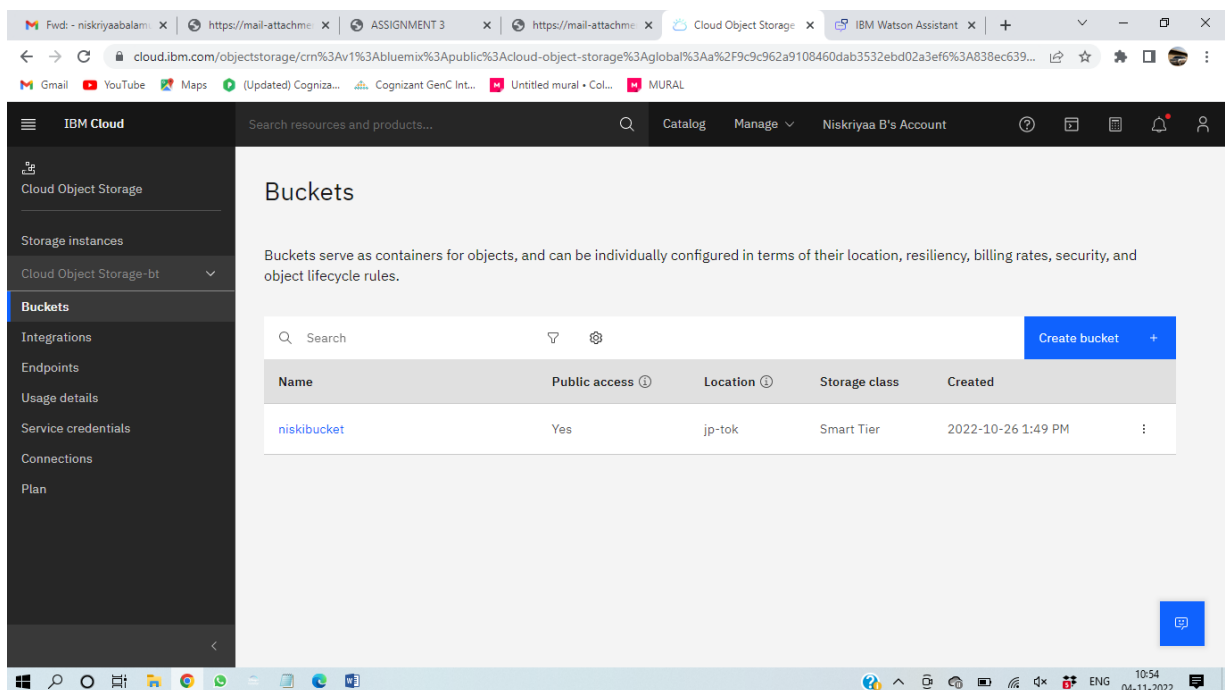 Fwd: - niskriyaabalamu
https://mail-attachme
ASSIGNMENT 3
https://mail-attachme
Cloud Object Storage
IBM Watson Assistant
cloud.ibm.com/objectstorage/crn%3Av1%3Abluemix%3Apublic%3Acloud-object-storage%3Aglobal%3Aa%2F9c9c962a9108460dab3532ebd02a3ef6%3A838ec639...
Gmail YouTube Maps (Updated) Cogniza... Cognizant GenC Int... Untitled mural • Col... MURAL
IBM Cloud Search resources and products... Catalog Manage Niskriyaa B's Account
Cloud Object Storage
Storage instances
Cloud Object Storage-bt
Buckets
Integrations
Endpoints
Usage details
Service credentials
Connections
Plan
Buckets
Buckets serve as containers for objects, and can be individually configured in terms of their location, resiliency, billing rates, security, and
object lifecycle rules.
Search Create bucket +
Name Public access Location Storage class Created
niskibucket Yes jp-tok Smart Tier 2022-10-26 1:49 PM
ENG 10:54
04-11-2022